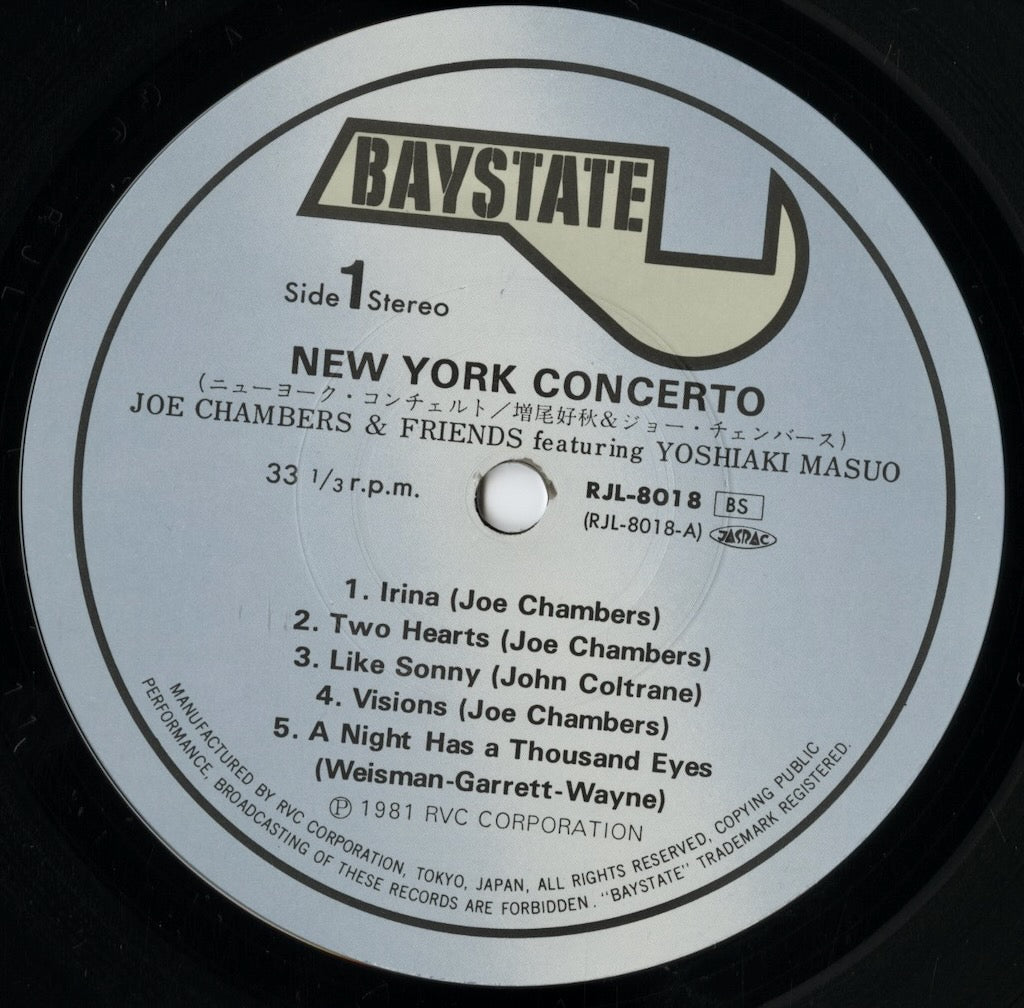 BAYSTATE
Side 1 Stereo
NEW YORK CONCERTO
(ニューヨーク・コンチェルト/増尾好秋&ジョー・チェンバース)
JOE CHAMBERS & FRIENDS featuring YOSHIAKI MASUO
33 1/3 r.p.m.
RJL-8018 BS
(RJL-8018-A) JASRAC
1. Irina (Joe Chambers)
2. Two Hearts (Joe Chambers)
3. Like Sonny (John Coltrane)
4. Visions (Joe Chambers)
5. A Night Has a Thousand Eyes
(Weisman-Garrett-Wayne)
Ⓟ 1981 RVC CORPORATION
MANUFACTURED BY RVC CORPORATION, TOKYO, JAPAN, ALL RIGHTS RESERVED, COPYING PUBLIC
PERFORMANCE, BROADCASTING OF THESE RECORDS ARE FORBIDDEN. "BAYSTATE" TRADEMARK REGISTERED.